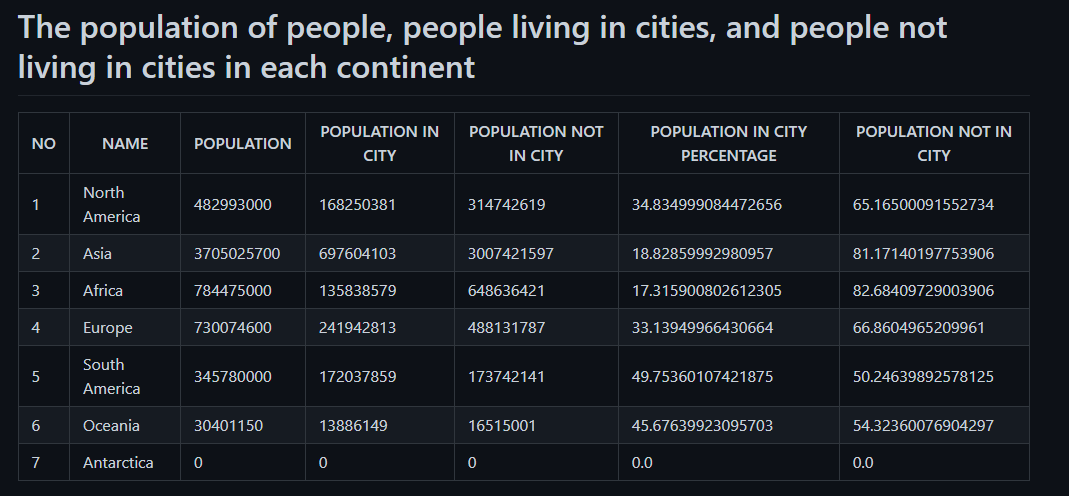 The population of people, people living in cities, and people not
living in cities in each continent
NO NAME POPULATION POPULATION IN CITY POPULATION NOT IN CITY POPULATION IN CITY PERCENTAGE POPULATION NOT IN CITY
1 North America 482993000 168250381 314742619 34.834999084472656 65.16500091552734
2 Asia 3705025700 697604103 3007421597 18.82859992980957 81.17140197753906
3 Africa 784475000 135838579 648636421 17.315900802612305 82.68409729003906
4 Europe 730074600 241942813 488131787 33.13949966430664 66.8604965209961
5 South America 345780000 172037859 173742141 49.75360107421875 50.24639892578125
6 Oceania 30401150 13886149 16515001 45.67639923095703 54.32360076904297
7 Antarctica 0 0 0 0.0 0.0